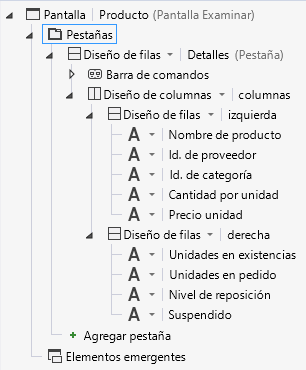 Pantalla Producto (Pantalla Examinar)
Pestañas
Diseño de filas Detalles (Pestaña)
Barra de comandos
Diseño de columnas columnas
Diseño de filas izquierda
A Nombre de producto
A Id. de proveedor
A Id. de categoría
A Cantidad por unidad
A Precio unidad
Diseño de filas derecha
A Unidades en existencias
A Unidades en pedido
A Nivel de reposición
A Suspendido
Agregar pestaña
Elementos emergentes